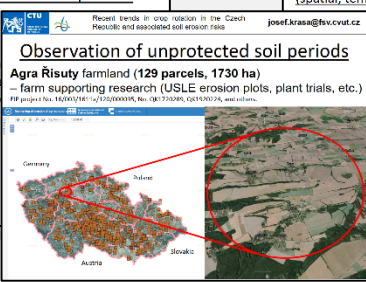 (spatial, tem
CTU
Recent trends in crop rotation in the Czech
Republic and associated soil erosion risks
josef.krasa@fsv.cvut.cz
Observation of unprotected soil periods
Agra Řisuty farmland (129 parcels, 1730 ha)
– farm supporting research (USLE erosion plots, plant trials, etc.)
Germany
Poland
Slovakia
Austria